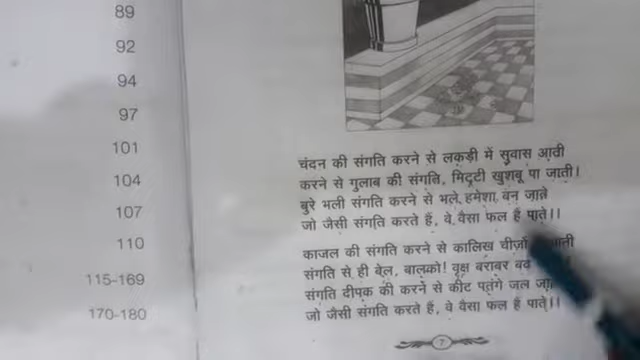 89
92
94
97
101
104
107
110
115-169
170-180
चंदन की संगति करने से लकड़ी में सुवास आती
करने से गुलाब की संगति, मिट्टी खुशबू पा जाती।
बुरे भली संगति करने से भले हमेशा बन जाते
जो जैसी संगति करते हैं, वे वैसा फल हैं पाते।।
काजल की संगति करने से कालिख चीज़ों
संगति से ही बेल, बालको! वृक्ष बराबर
संगति दीपक की करने से कीट पतंगे जल
जो जैसी संगति करते हैं, वे वैसा फल हैं पाते।।
7